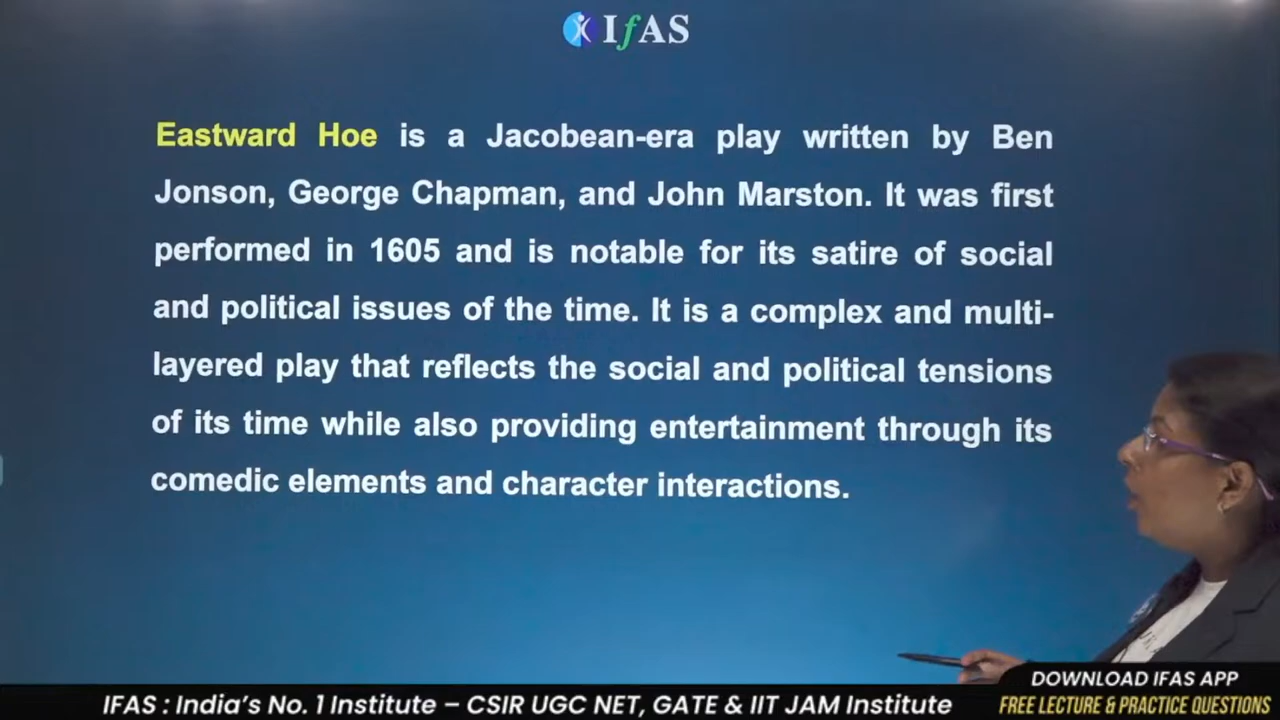 IfAS
Eastward Hoe is a Jacobean-era play written by Ben
Jonson, George Chapman, and John Marston. It was first
performed in 1605 and is notable for its satire of social
and political issues of the time. It is a complex and multi-
layered play that reflects the social and political tensions
of its time while also providing entertainment through its
comedic elements and character interactions.
DOWNLOAD IFAS APP
IFAS : India's No. 1 Institute – CSIR UGC NET, GATE & IIT JAM Institute
FREE LECTURE & PRACTICE QUESTIONS